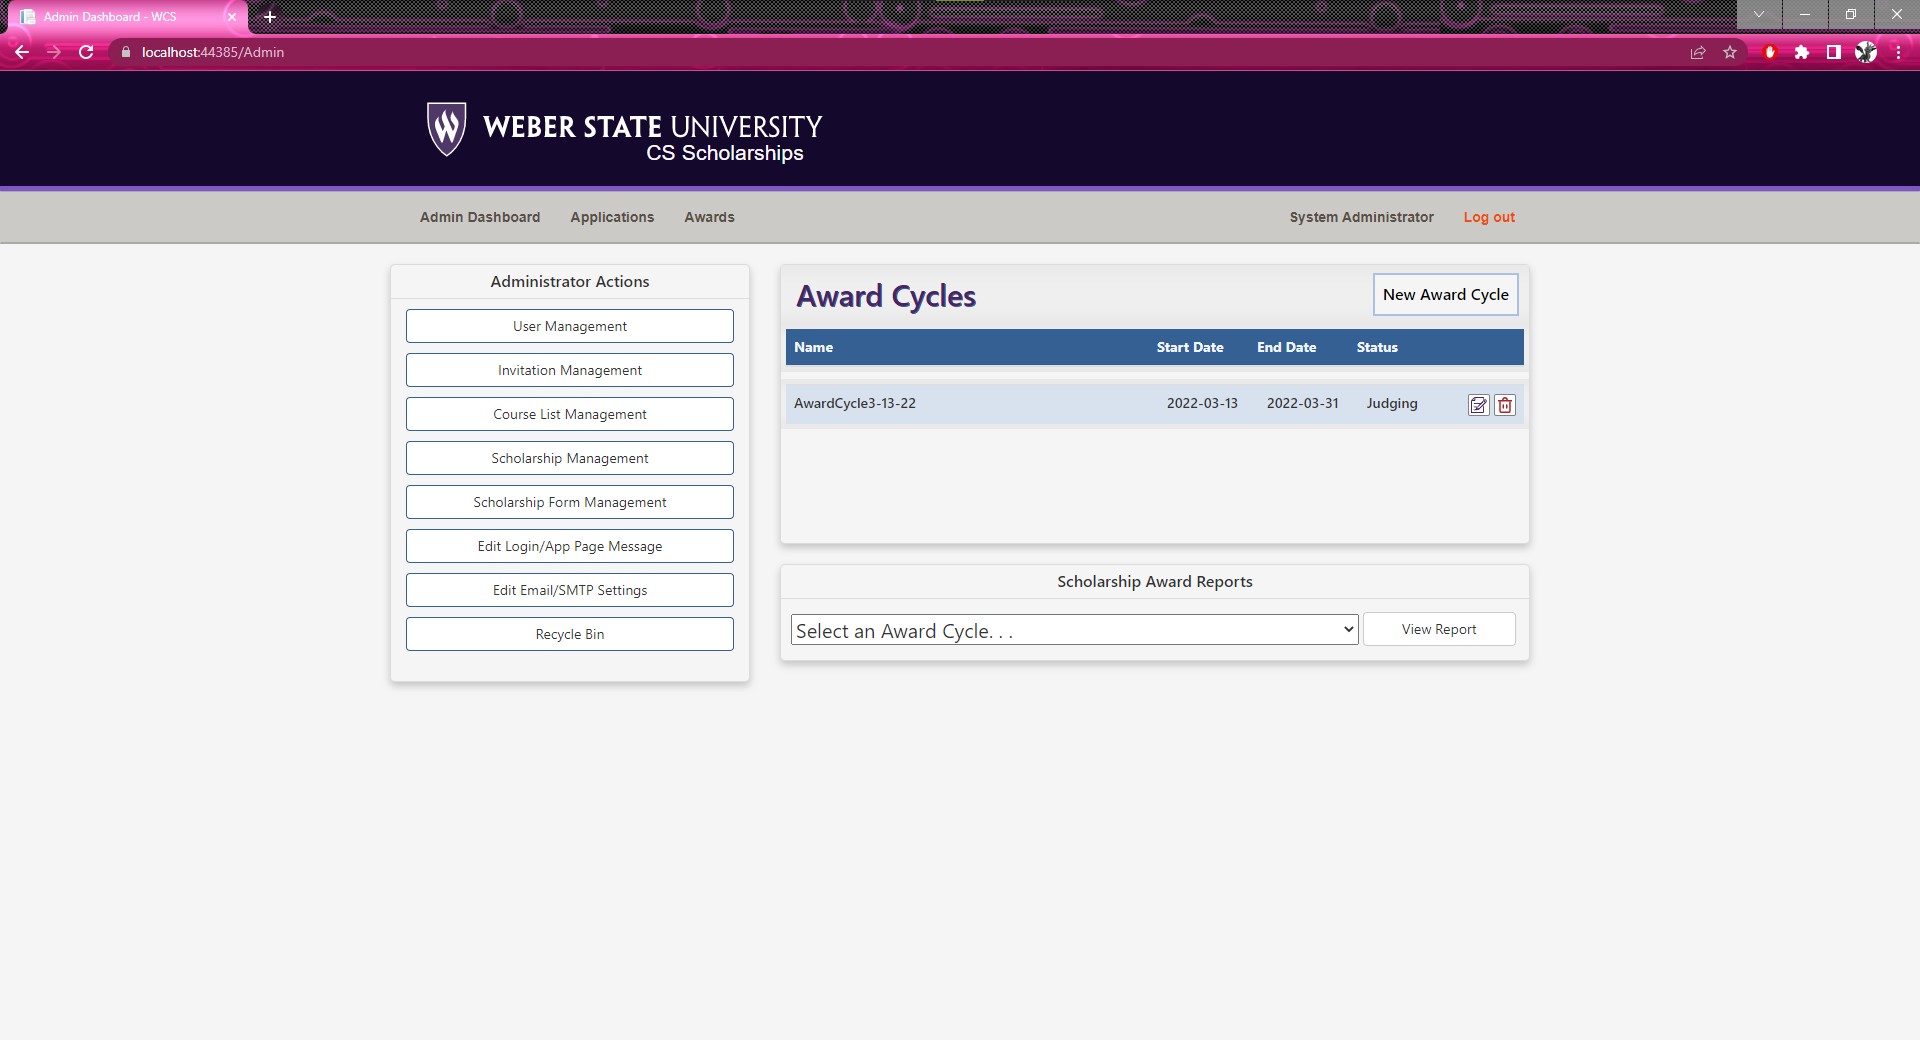 Admin Dashboard - WCS
localhost:44385/Admin
WEBER STATE UNIVERSITY
CS Scholarships
Admin Dashboard Applications Awards System Administrator Log out
Administrator Actions
User Management
Invitation Management
Course List Management
Scholarship Management
Scholarship Form Management
Edit Login/App Page Message
Edit Email/SMTP Settings
Recycle Bin
Award Cycles
New Award Cycle
Name Start Date End Date Status
AwardCycle3-13-22 2022-03-13 2022-03-31 Judging
Scholarship Award Reports
Select an Award Cycle. . .
View Report